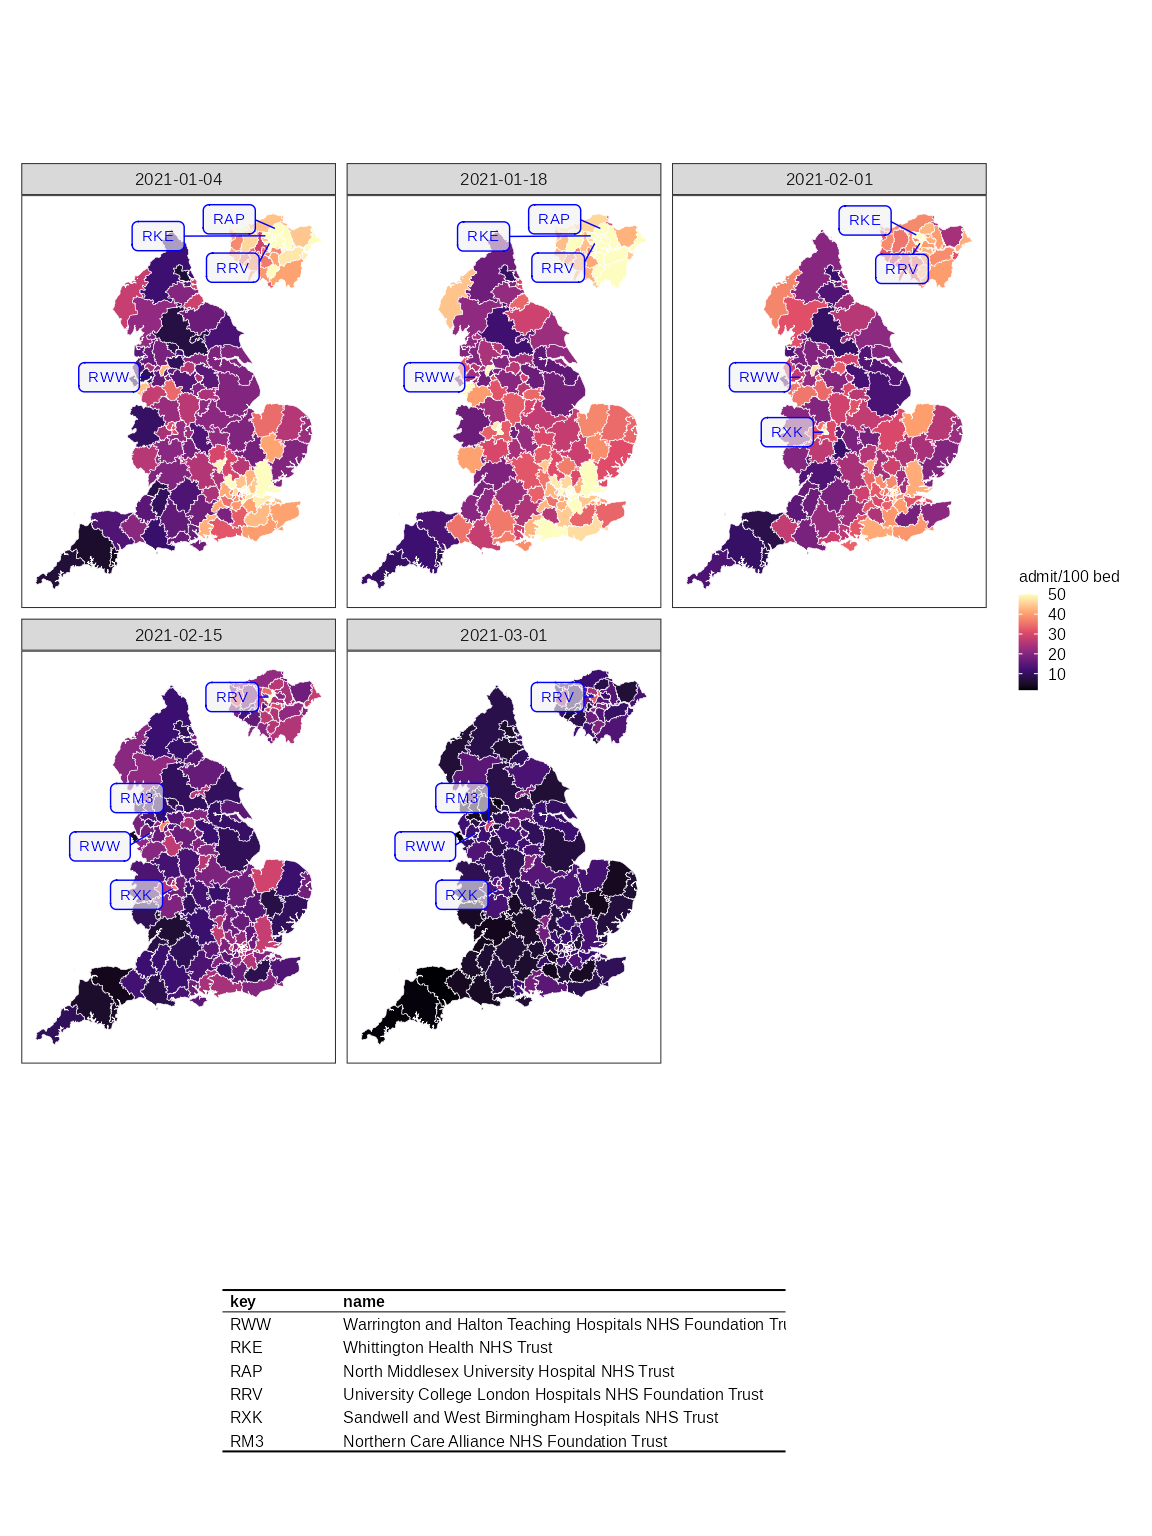 2021-01-04
2021-01-18
2021-02-01
RAP
RKE
RRV
RWW
RAP
RKE
RRV
RWW
RKE
RRV
RWW
RXK
admit/100 bed
50
40
30
20
10
2021-02-15
2021-03-01
RRV
RM3
RWW
RXK
RRV
RM3
RWW
RXK
key name
RWW Warrington and Halton Teaching Hospitals NHS Foundation Tru
RKE Whittington Health NHS Trust
RAP North Middlesex University Hospital NHS Trust
RRV University College London Hospitals NHS Foundation Trust
RXK Sandwell and West Birmingham Hospitals NHS Trust
RM3 Northern Care Alliance NHS Foundation Trust